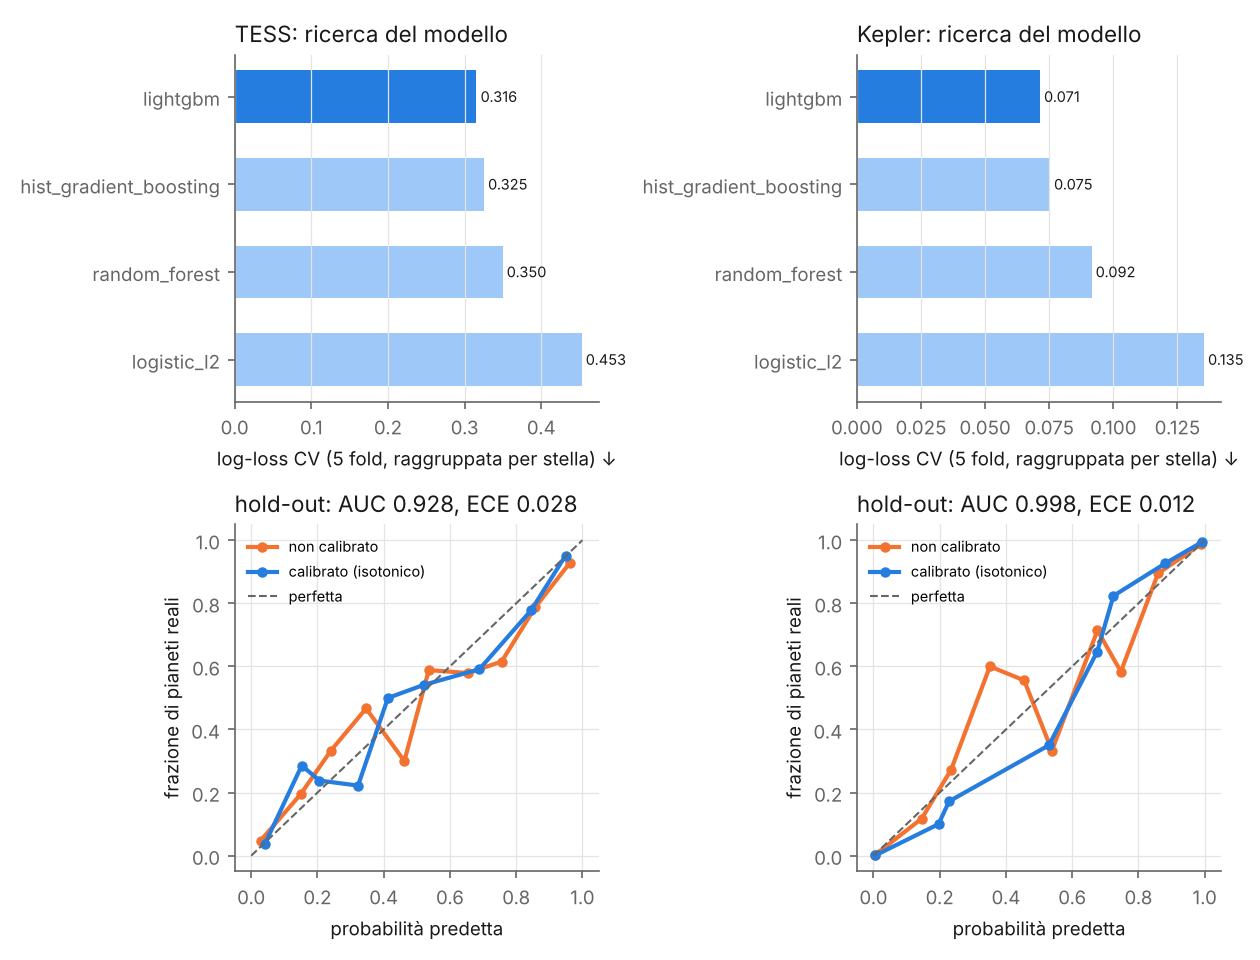 TESS: ricerca del modello
lightgbm
0.316
hist_gradient_boosting
0.325
random_forest
0.350
logistic_l2
0.453
0.0 0.1 0.2 0.3 0.4
log-loss CV (5 fold, raggruppata per stella) ↓
Kepler: ricerca del modello
lightgbm
0.071
hist_gradient_boosting
0.075
random_forest
0.092
logistic_l2
0.135
0.000 0.025 0.050 0.075 0.100 0.125
log-loss CV (5 fold, raggruppata per stella) ↓
hold-out: AUC 0.928, ECE 0.028
non calibrato
calibrato (isotonico)
perfetta
frazione di pianeti reali
1.0
0.8
0.6
0.4
0.2
0.0
0.0 0.2 0.4 0.6 0.8 1.0
probabilità predetta
hold-out: AUC 0.998, ECE 0.012
non calibrato
calibrato (isotonico)
perfetta
frazione di pianeti reali
1.0
0.8
0.6
0.4
0.2
0.0
0.0 0.2 0.4 0.6 0.8 1.0
probabilità predetta